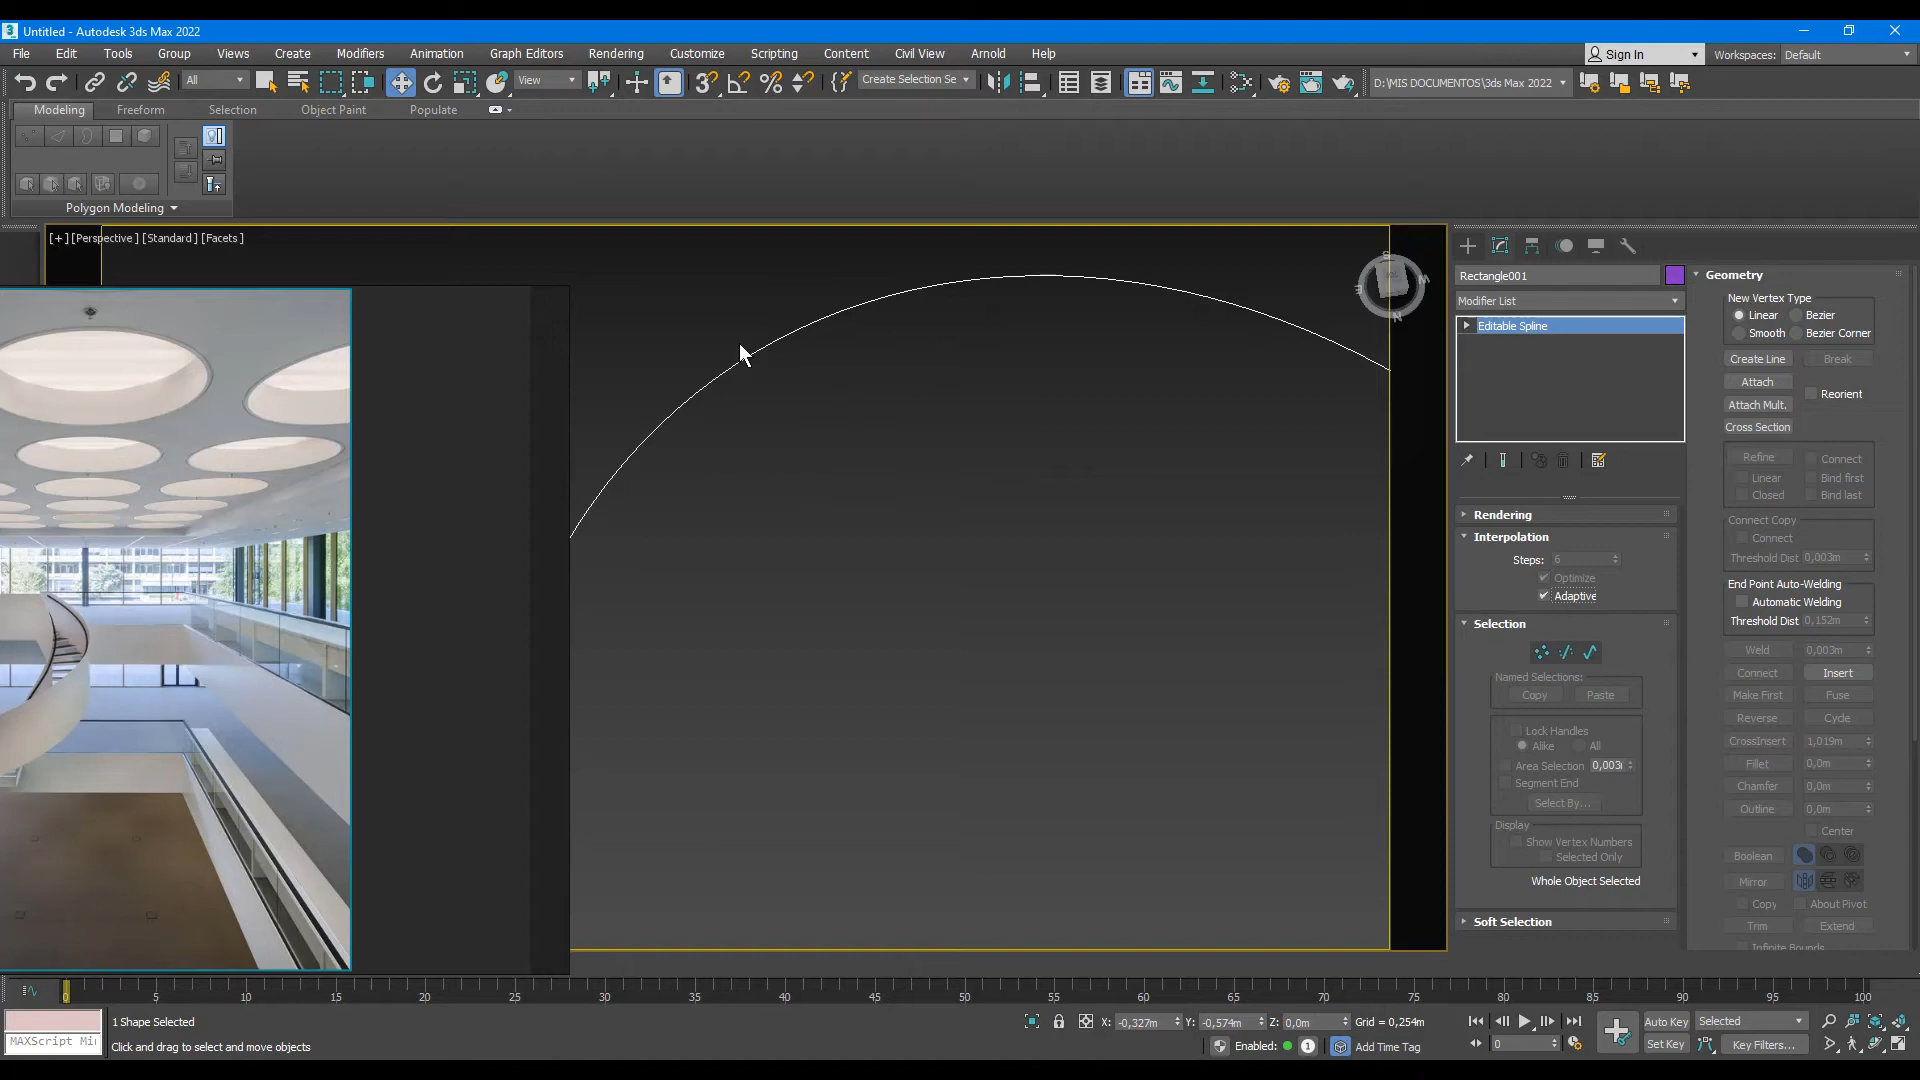 Untitled - Autodesk 3ds Max 2022
File Edit Tools Group Views Create Modifiers Animation Graph Editors Rendering Customize Scripting Content Civil View Arnold Help
Sign In Workspaces: Default
All View Create Selection Se D:\MIS DOCUMENTOS\3ds Max 2022
Modeling Freeform Selection Object Paint Populate
Polygon Modeling
[+] [Perspective] [Standard] [Facets]
Rectangle001
Modifier List
Editable Spline
Rendering
Interpolation
Steps: 6
Optimize
Adaptive
Selection
Named Selections:
Copy Paste
Lock Handles
Alike All
Area Selection 0,003
Segment End
Select By...
Display
Show Vertex Numbers
Selected Only
Whole Object Selected
Soft Selection
Geometry
New Vertex Type
Linear Bezier
Smooth Bezier Corner
Create Line Break
Attach
Reorient
Attach Mult.
Cross Section
Refine Connect
Linear Bind first
Closed Bind last
Connect Copy
Connect
Threshold Dist 0,003m
End Point Auto-Welding
Automatic Welding
Threshold Dist 0,152m
Weld 0,003m
Connect Insert
Make First Fuse
Reverse Cycle
CrossInsert 1,019m
Fillet 0,0m
Chamfer 0,0m
Outline 0,0m
Center
Boolean
Mirror
Copy About Pivot
Trim Extend
Infinite Bounds
0 5 10 15 20 25 30 35 40 45 50 55 60 65 70 75 80 85 90 95 100
1 Shape Selected
X: -0,327m Y: -0,574m Z: 0,0m Grid = 0,254m
Auto Key Selected
MAXScript Mi
Click and drag to select and move objects
Enabled: 1 Add Time Tag
0
Set Key Key Filters...